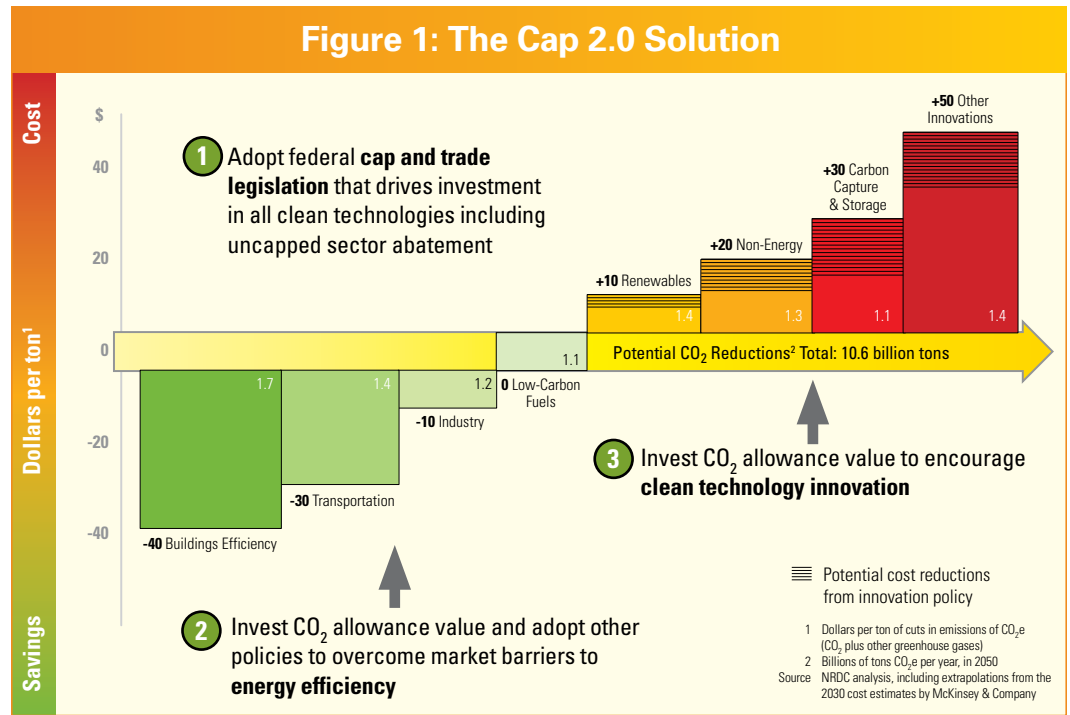 Figure 1: The Cap 2.0 Solution
Cost
Dollars per ton1
Savings
$
40
20
0
-20
-40
1 Adopt federal cap and trade
legislation that drives investment
in all clean technologies including
uncapped sector abatement
+50 Other
Innovations
+30 Carbon
Capture
& Storage
+20 Non-Energy
+10 Renewables
1.4
1.3
1.1
1.4
1.1
Potential CO2 Reductions2 Total: 10.6 billion tons
1.7
1.4
1.2
0 Low-Carbon
Fuels
-10 Industry
-30 Transportation
-40 Buildings Efficiency
3 Invest CO2 allowance value to encourage
clean technology innovation
2 Invest CO2 allowance value and adopt other
policies to overcome market barriers to
energy efficiency
Potential cost reductions
from innovation policy
1 Dollars per ton of cuts in emissions of CO2e
(CO2 plus other greenhouse gases)
2 Billions of tons CO2e per year, in 2050
Source NRDC analysis, including extrapolations from the
2030 cost estimates by McKinsey & Company